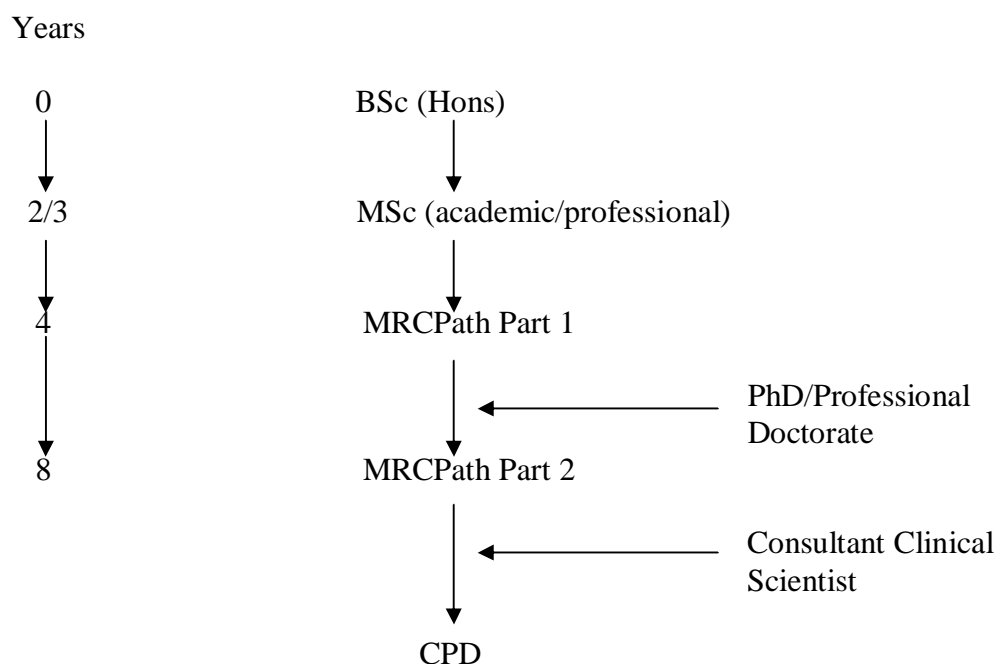 Years
0 BSc (Hons)
2/3 MSc (academic/professional)
4 MRCPath Part 1
PhD/Professional
Doctorate
8 MRCPath Part 2
Consultant Clinical
Scientist
CPD